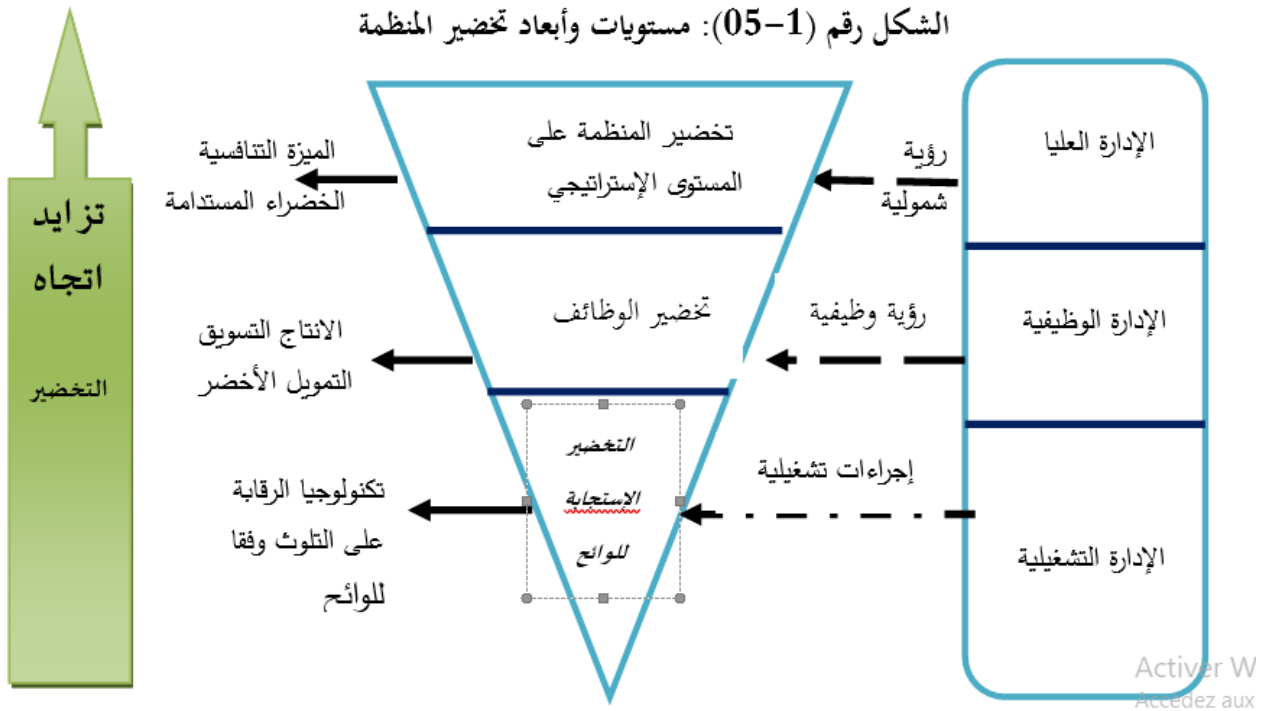 الشكل رقم (1-05): مستويات وأبعاد تخضير المنظمة
الإدارة العليا
رؤية
شمولية
تخضير المنظمة على
المستوى الإستراتيجي
الميزة التنافسية
الخضراء المستدامة
الإدارة الوظيفية
رؤية وظيفية
تخضير الوظائف
الانتاج التسويق
التمويل الأخضر
الإدارة التشغيلية
إجراءات تشغيلية
التخضير
الإستجابة
للوائح
تكنولوجيا الرقابة
على التلوث وفقا
للوائح
تزايد
اتجاه
التخضير
Activer W
Accédez aux